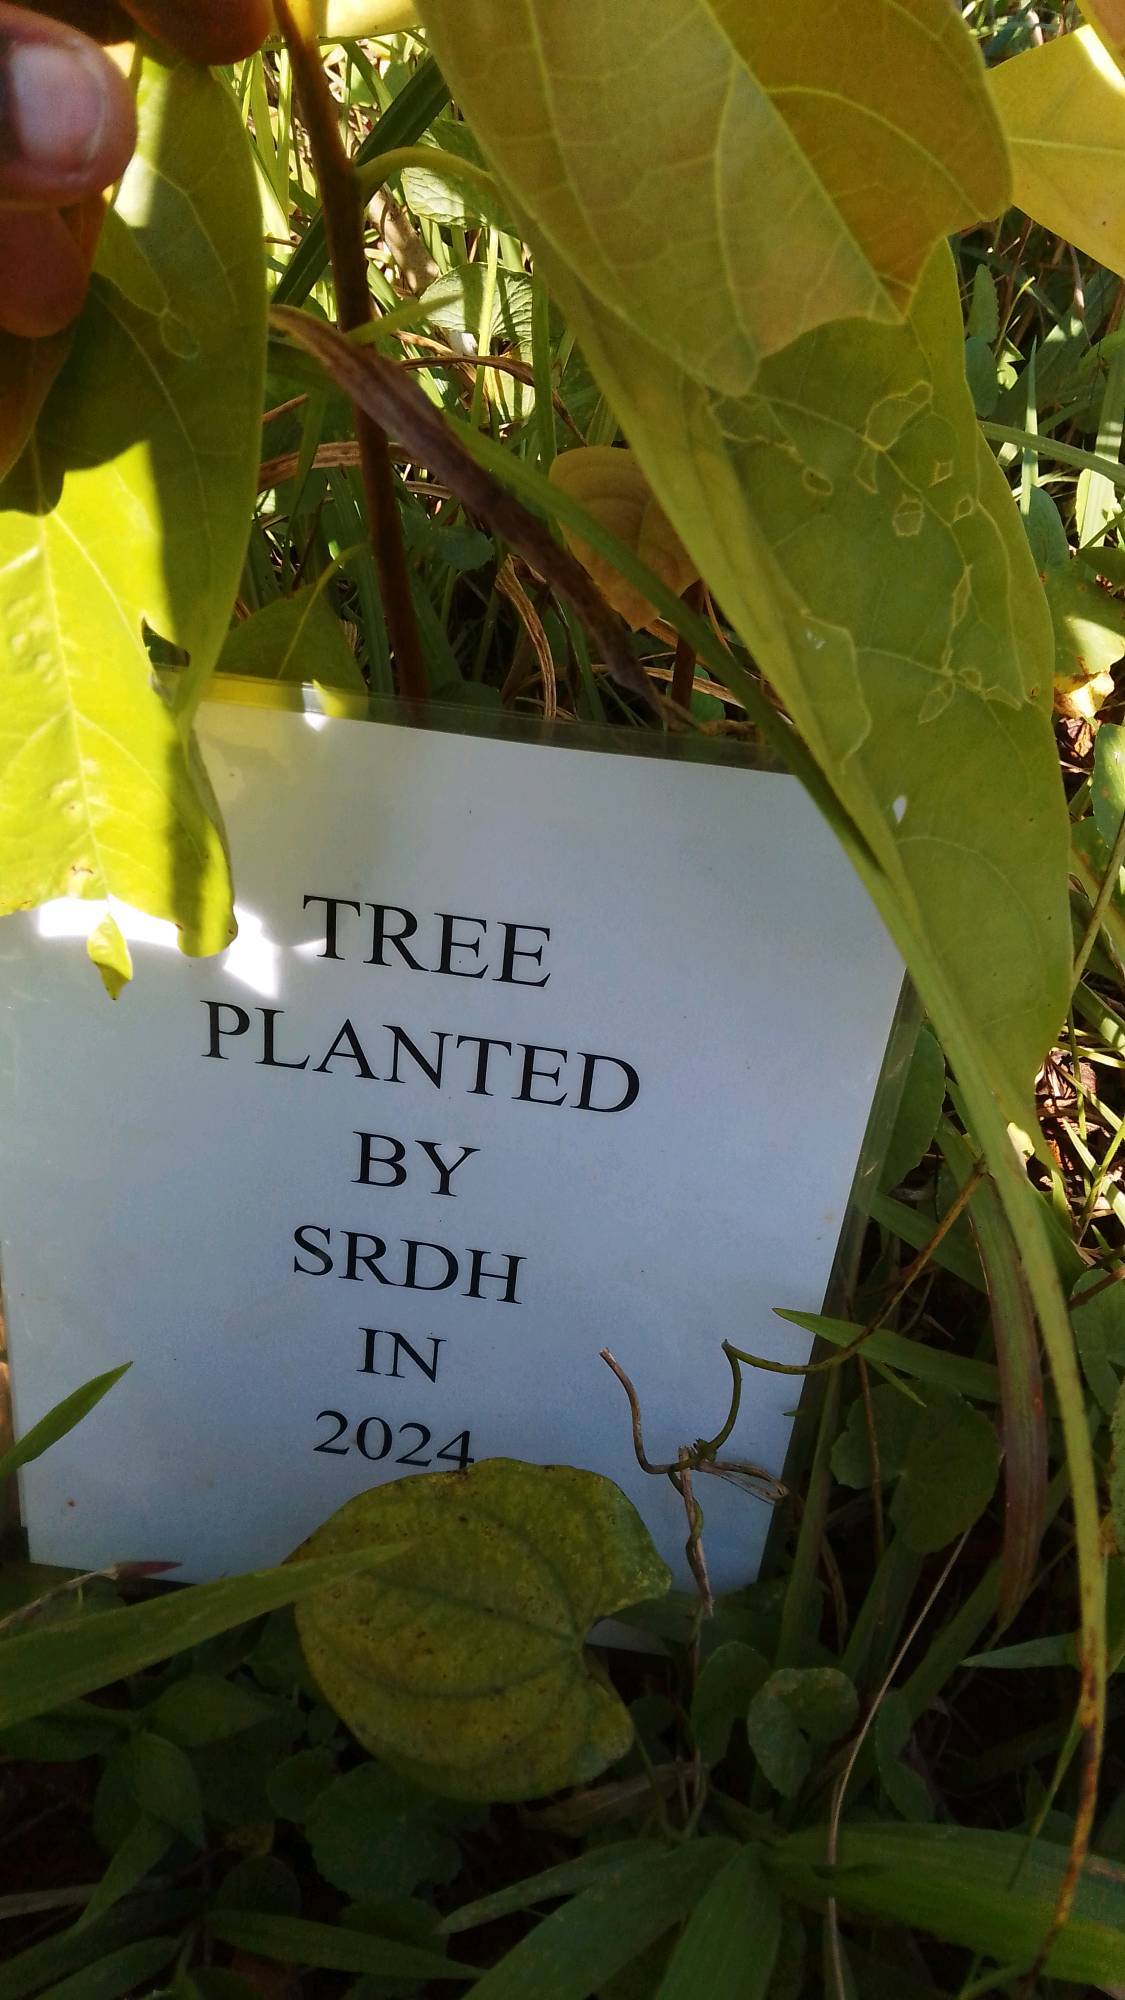 TREE
PLANTED
BY
SRDH
IN
2024